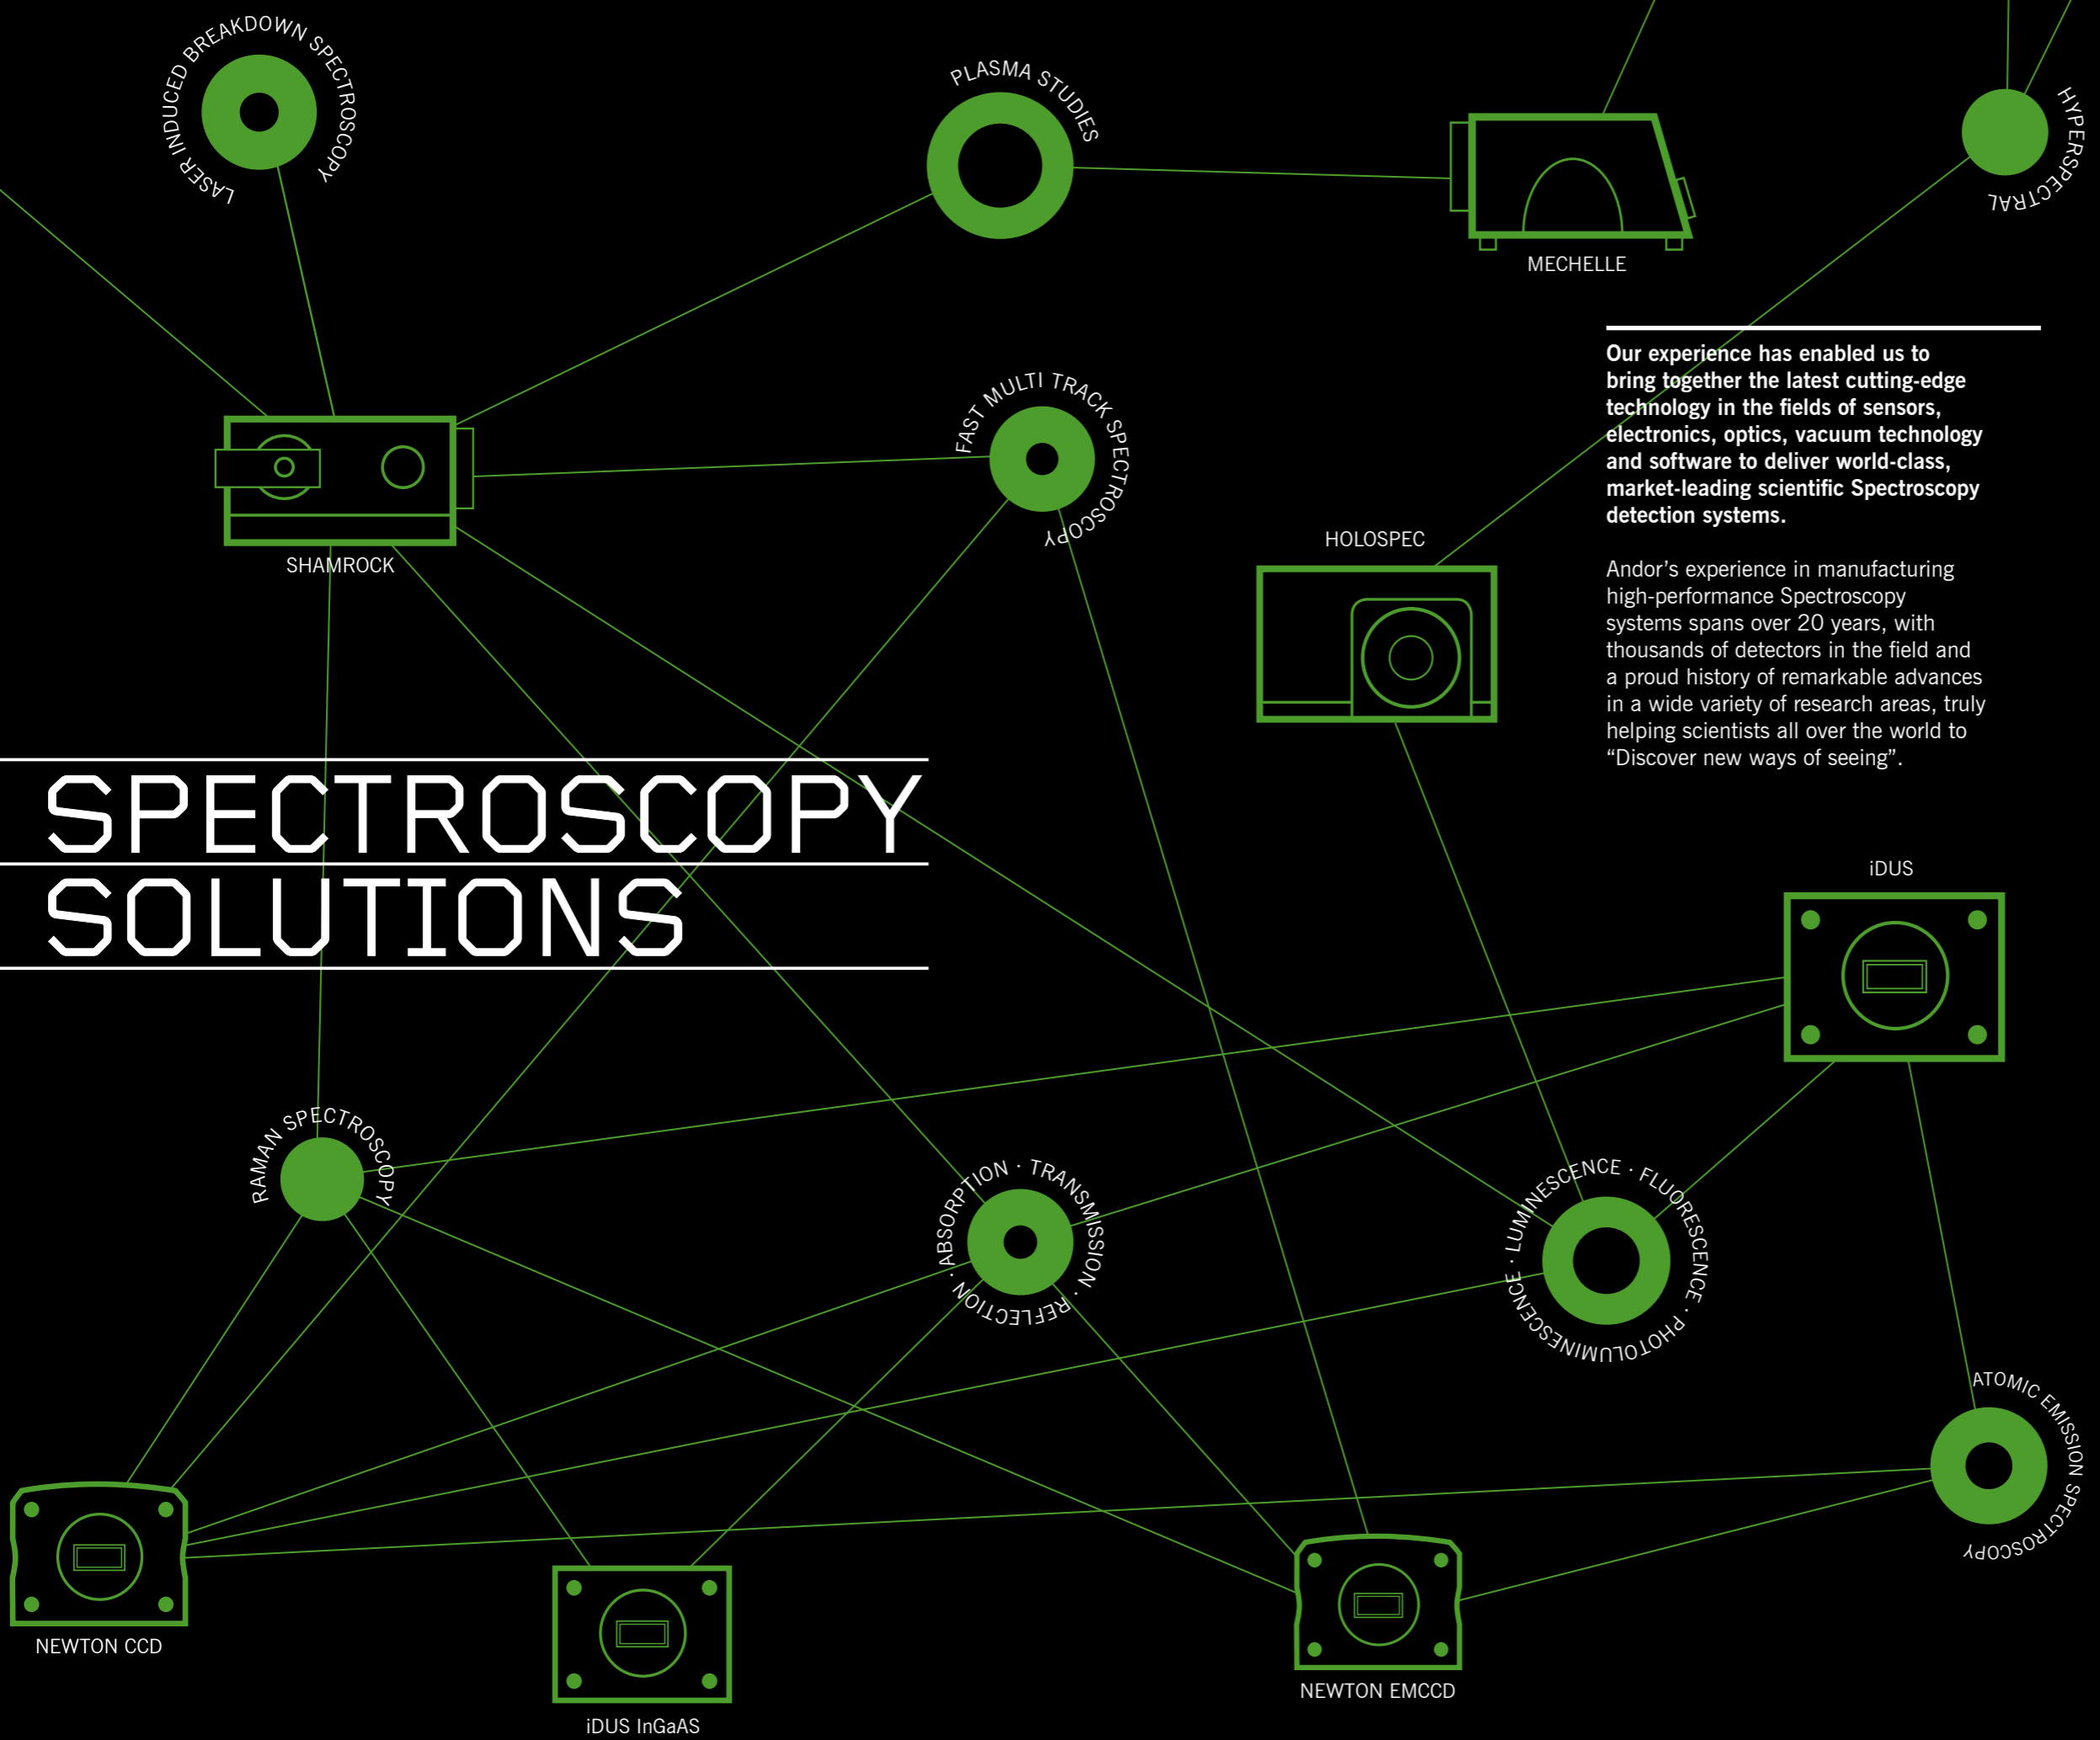 LASER INDUCED BREAKDOWN SPECTROSCOPY
PLASMA STUDIES
MECHELLE
HYPERSPECTRAL
Our experience has enabled us to
bring together the latest cutting-edge
technology in the fields of sensors,
electronics, optics, vacuum technology
and software to deliver world-class,
market-leading scientific Spectroscopy
detection systems.
Andor’s experience in manufacturing
high-performance Spectroscopy
systems spans over 20 years, with
thousands of detectors in the field and
a proud history of remarkable advances
in a wide variety of research areas, truly
helping scientists all over the world to
“Discover new ways of seeing”.
SHAMROCK
FAST MULTI TRACK SPECTROSCOPY
HOLOSPEC
SPECTROSCOPY
SOLUTIONS
iDUS
RAMAN SPECTROSCOPY
ABSORPTION · TRANSMISSION · REFLECTION ·
LUMINESCENCE · FLUORESCENCE · PHOTOLUMINESCENCE ·
ATOMIC EMISSION SPECTROSCOPY
NEWTON CCD
iDUS InGaAS
NEWTON EMCCD